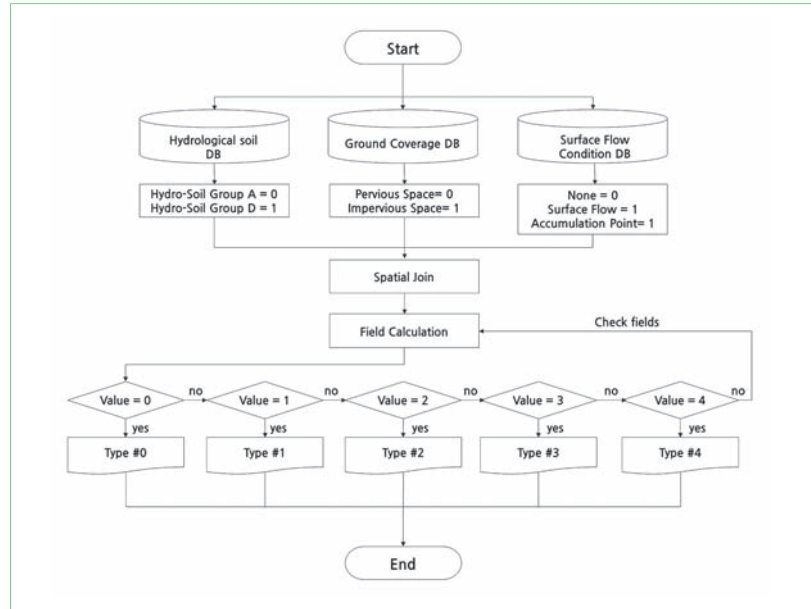 Start
Hydrological soil
DB
Ground Coverage DB
Surface Flow
Condition DB
Hydro-Soil Group A = 0
Hydro-Soil Group D = 1
Pervious Space= 0
Impervious Space= 1
None = 0
Surface Flow = 1
Accumulation Point= 1
Spatial Join
Field Calculation
Check fields
Value = 0
no
Value = 1
no
Value = 2
no
Value = 3
no
Value = 4
no
yes
yes
yes
yes
yes
Type #0
Type #1
Type #2
Type #3
Type #4
End